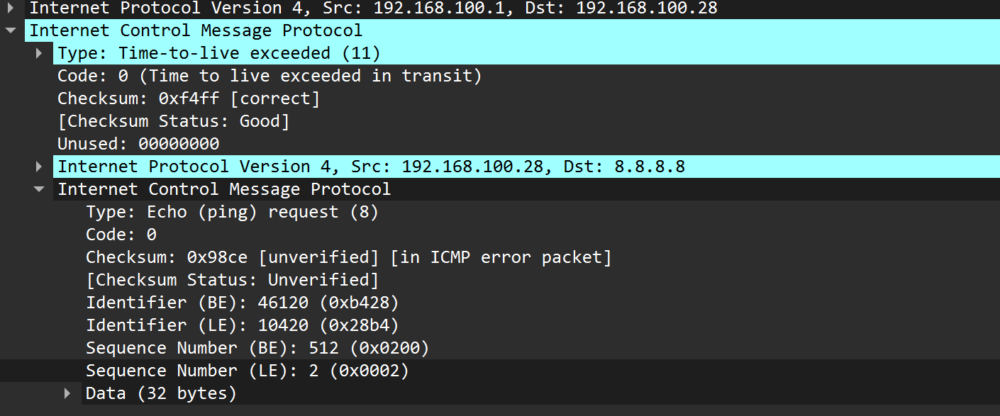 Internet Protocol Version 4, Src: 192.168.100.1, Dst: 192.168.100.28
Internet Control Message Protocol
Type: Time-to-live exceeded (11)
Code: 0 (Time to live exceeded in transit)
Checksum: 0xf4ff [correct]
[Checksum Status: Good]
Unused: 00000000
Internet Protocol Version 4, Src: 192.168.100.28, Dst: 8.8.8.8
Internet Control Message Protocol
Type: Echo (ping) request (8)
Code: 0
Checksum: 0x98ce [unverified] [in ICMP error packet]
[Checksum Status: Unverified]
Identifier (BE): 46120 (0xb428)
Identifier (LE): 10420 (0x28b4)
Sequence Number (BE): 512 (0x0200)
Sequence Number (LE): 2 (0x0002)
Data (32 bytes)